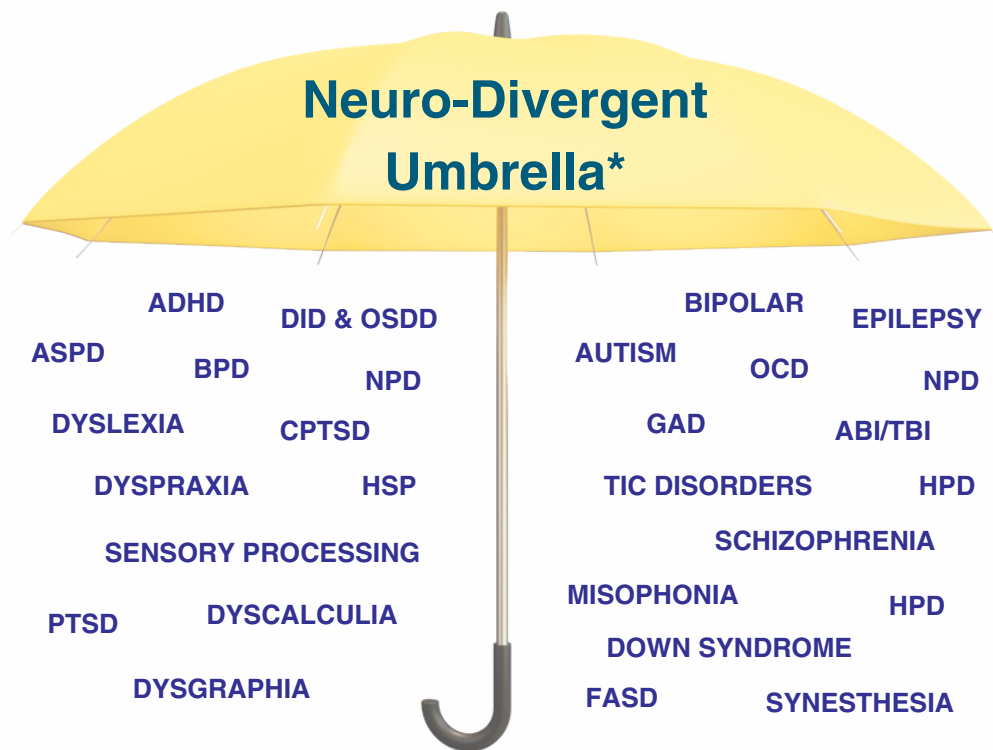 Neuro-Divergent
Umbrella*
ADHD
DID & OSDD
ASPD
BPD
NPD
DYSLEXIA
CPTSD
DYSPRAXIA
HSP
SENSORY PROCESSING
PTSD
DYSCALCULIA
DYSGRAPHIA
BIPOLAR
EPILEPSY
AUTISM
OCD
NPD
GAD
ABI/TBI
TIC DISORDERS
HPD
SCHIZOPHRENIA
MISOPHONIA
HPD
DOWN SYNDROME
FASD
SYNESTHESIA